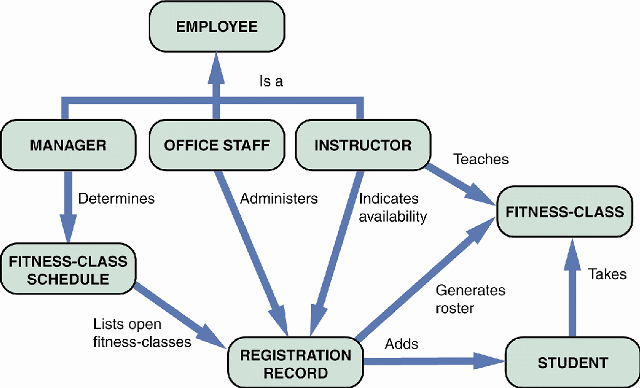 EMPLOYEE
Is a
MANAGER
OFFICE STAFF
INSTRUCTOR
Teaches
Determines
Administers
Indicates
availability
FITNESS-CLASS
FITNESS-CLASS
SCHEDULE
Takes
Generates
roster
Lists open
fitness-classes
REGISTRATION
RECORD
Adds
STUDENT